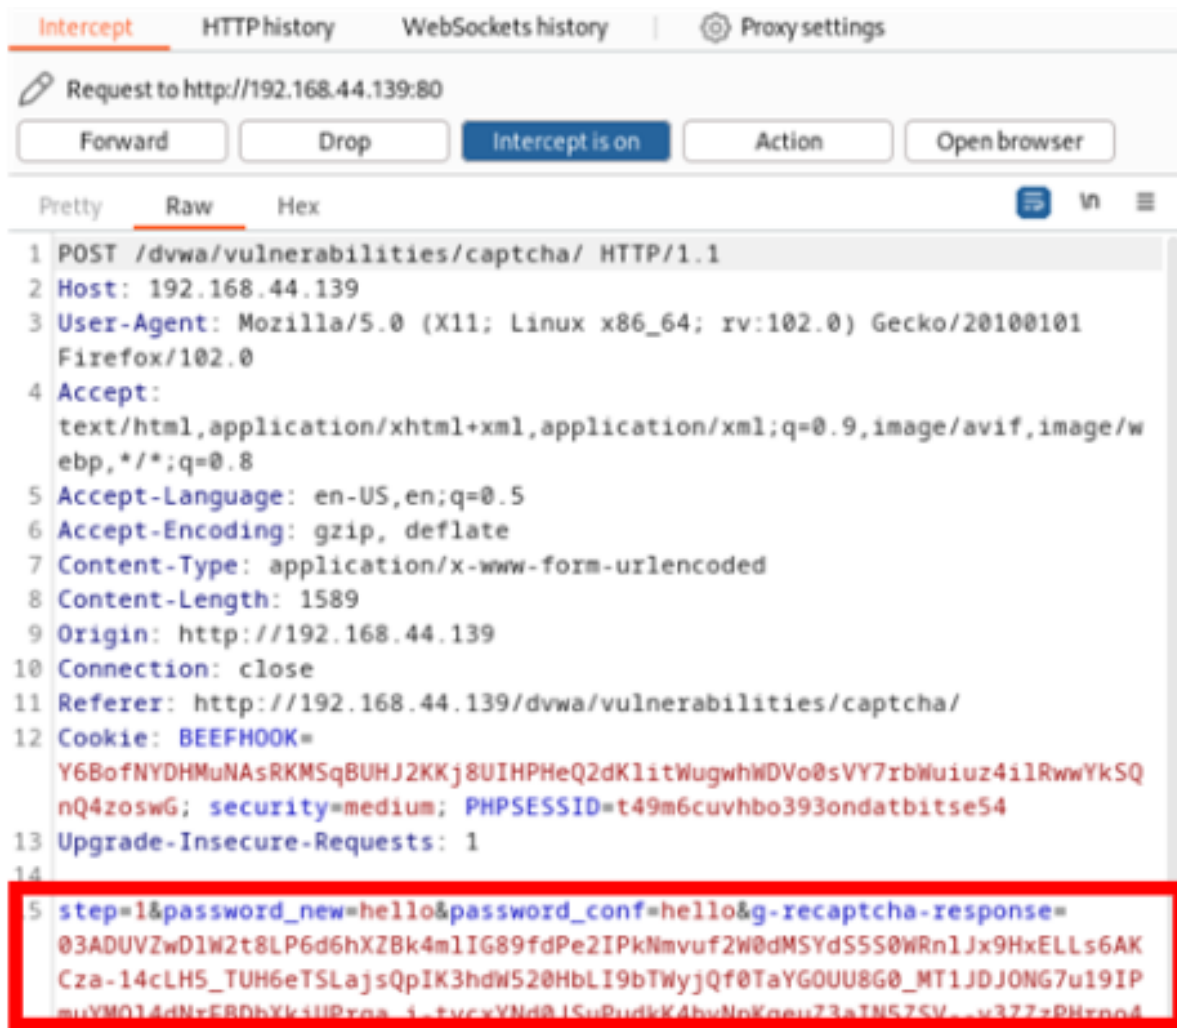 Intercept HTTP history WebSockets history Proxy settings
Request to http://192.168.44.139:80
Forward Drop Intercept is on Action Open browser
Pretty Raw Hex \n
1 POST /dvwa/vulnerabilities/captcha/ HTTP/1.1
2 Host: 192.168.44.139
3 User-Agent: Mozilla/5.0 (X11; Linux x86_64; rv:102.0) Gecko/20100101
Firefox/102.0
4 Accept:
text/html,application/xhtml+xml,application/xml;q=0.9,image/avif,image/w
ebp,*/*;q=0.8
5 Accept-Language: en-US,en;q=0.5
6 Accept-Encoding: gzip, deflate
7 Content-Type: application/x-www-form-urlencoded
8 Content-Length: 1589
9 Origin: http://192.168.44.139
10 Connection: close
11 Referer: http://192.168.44.139/dvwa/vulnerabilities/captcha/
12 Cookie: BEEFHOOK=
Y6BofNYDHMuNAsRKMSqBUHJ2KKj8UIHPHeQ2dKlitWugwhWDVo0sVY7rbWuiuz4ilRwwYkSQ
nQ4zoswG; security=medium; PHPSESSID=t49m6cuvhbo393ondatbitse54
13 Upgrade-Insecure-Requests: 1
14
5 step=1&password_new=hello&password_conf=hello&g-recaptcha-response=
03ADUVZwDlW2t8LP6d6hXZBk4mlIG89fdPe2IPkNmvuf2W0dMSYdS5S0WRnlJx9HxELLs6AK
Cza-14cLH5_TUH6eTSLajsQpIK3hdW520HbLI9bTWyjQf0TaYGOUU8G0_MT1JDJONG7u19IP